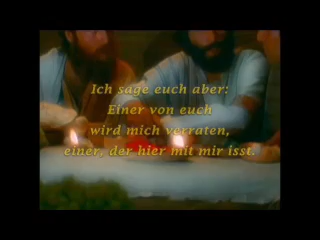 Ich sage euch aber:
Einer von euch
wird mich verraten,
einer, der hier mit mir isst.